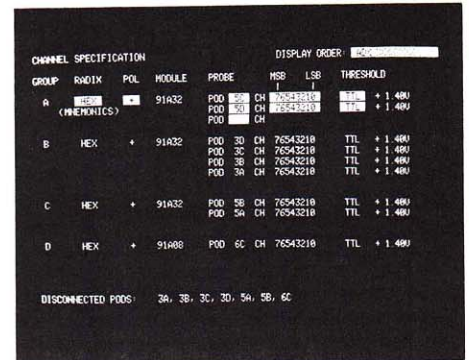 CHANNEL SPECIFICATION DISPLAY ORDER:
GROUP RADIX POL MODULE PROBE MSB LSB THRESHOLD
A HEX + 91A32 POD 5C CH 76543210 TTL + 1.40V
(MNEMONICS) POD 5D CH 76543210 TTL + 1.40V
POD CH
B HEX + 91A32 POD 3D CH 76543210 TTL + 1.40V
POD 3C CH 76543210 TTL + 1.40V
POD 3B CH 76543210 TTL + 1.40V
POD 3A CH 76543210 TTL + 1.40V
C HEX + 91A32 POD 5B CH 76543210 TTL + 1.40V
POD 5A CH 76543210 TTL + 1.40V
D HEX + 91A08 POD 6C CH 76543210 TTL + 1.40V
DISCONNECTED PODS: 3A, 3B, 3C, 3D, 5A, 5B, 6C